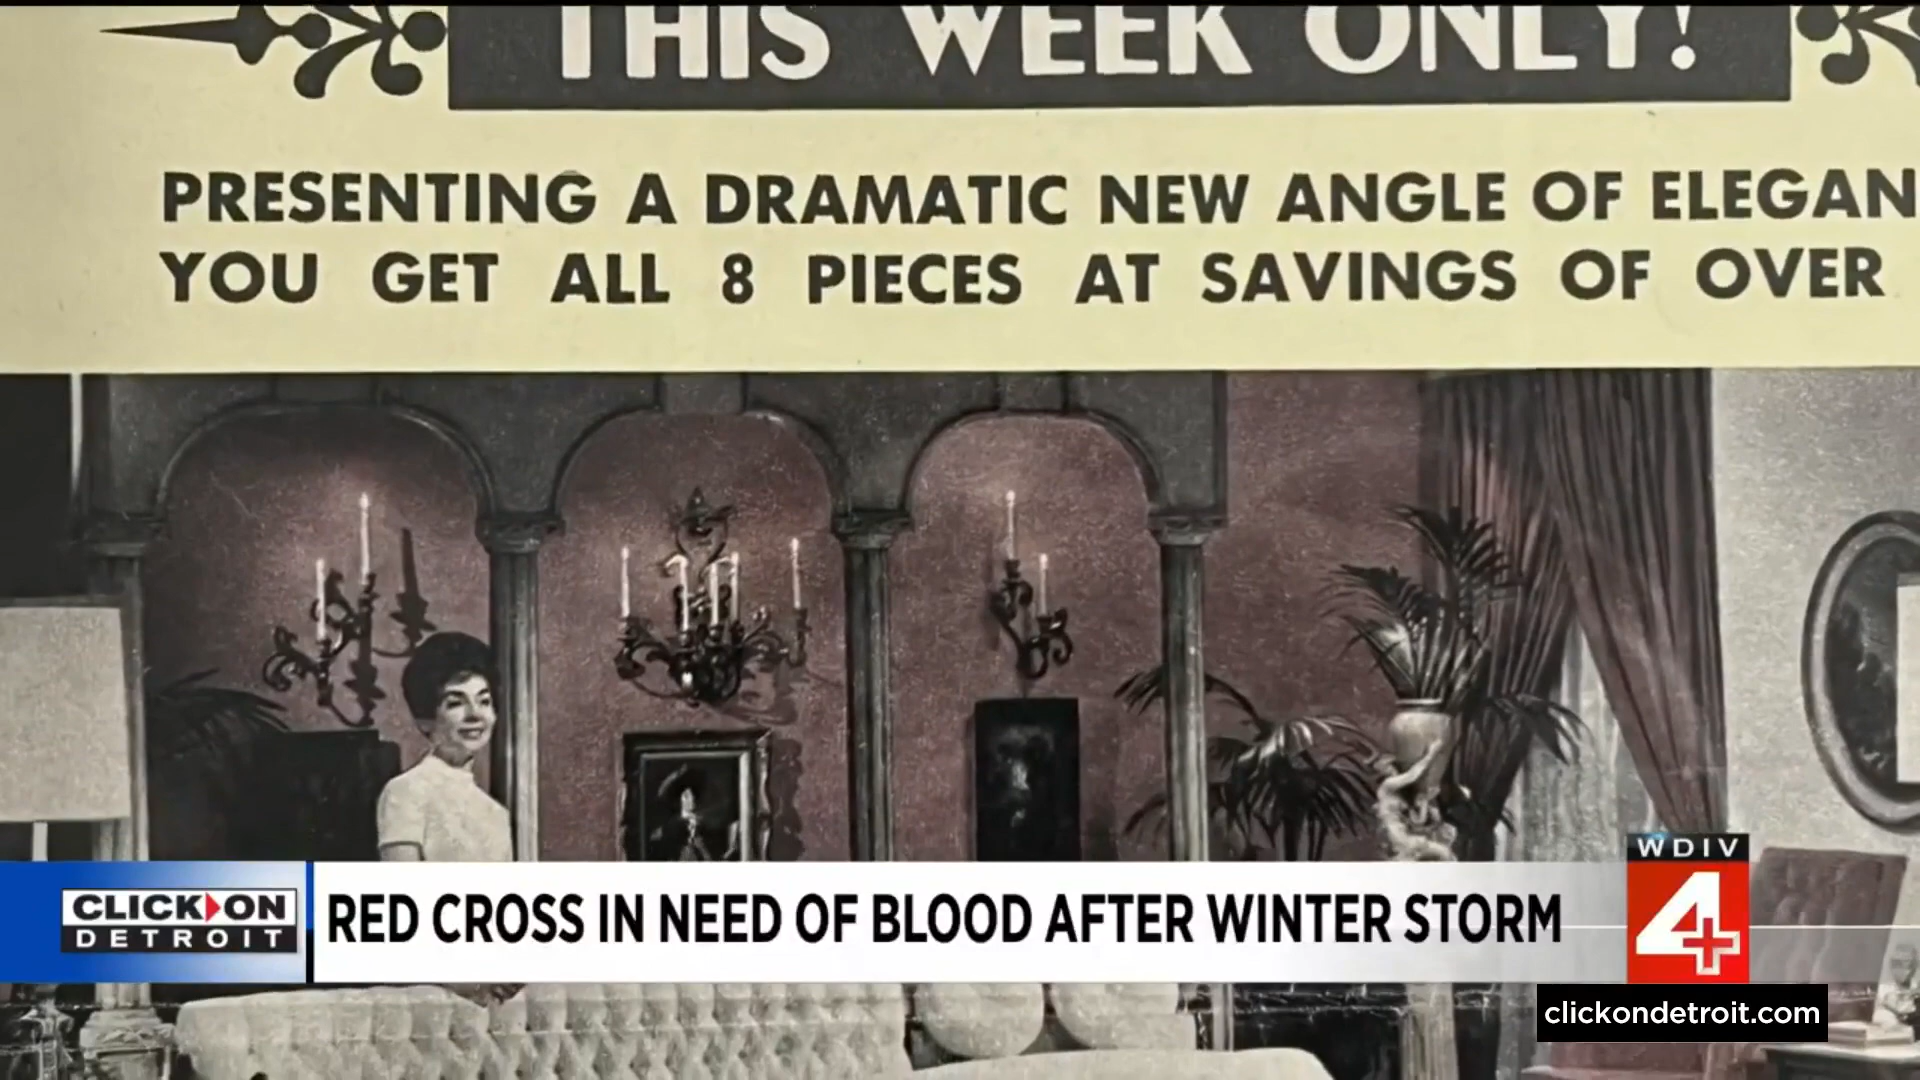 THIS WEEK ONLY!
PRESENTING A DRAMATIC NEW ANGLE OF ELEGAN
YOU GET ALL 8 PIECES AT SAVINGS OF OVER
WDIV
4+
CLICK ON
DETROIT
RED CROSS IN NEED OF BLOOD AFTER WINTER STORM
clickondetroit.com